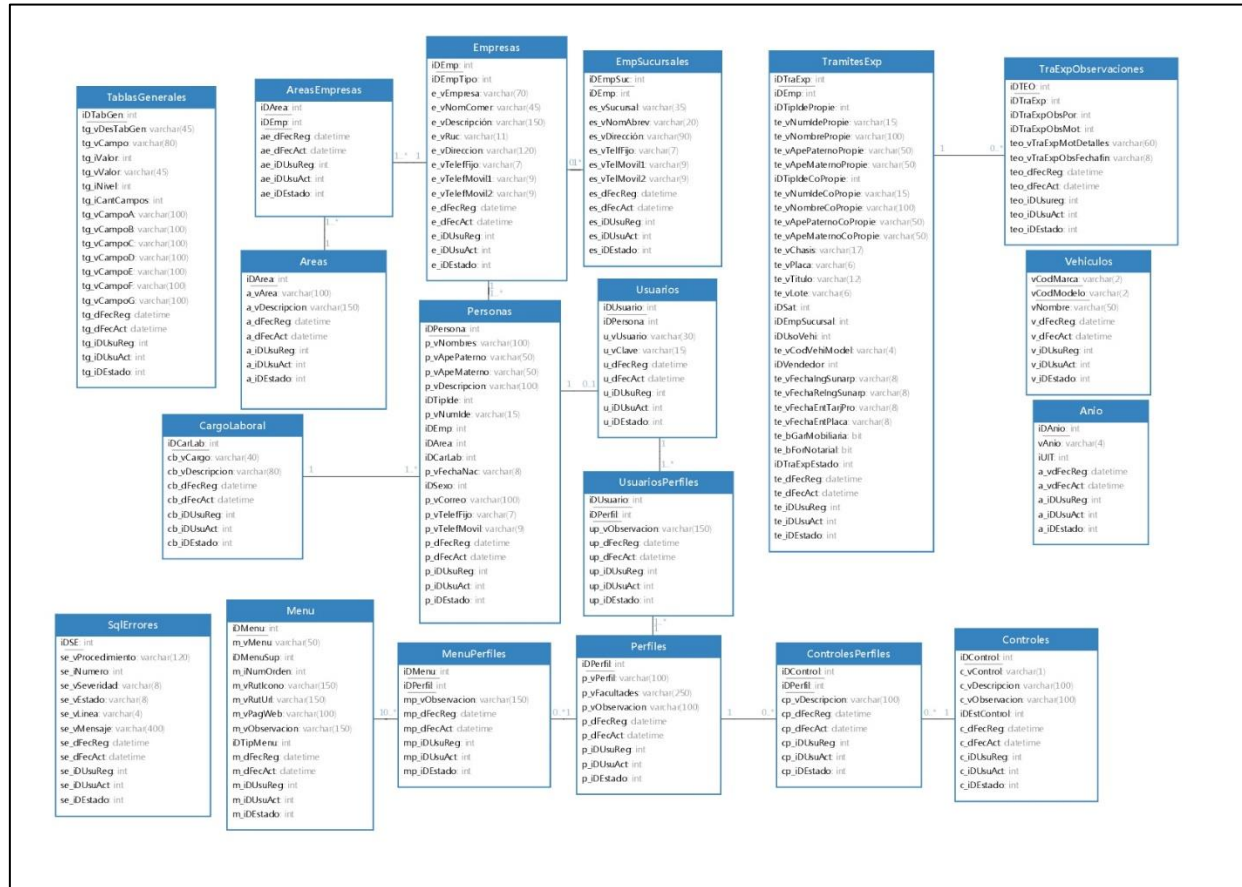 TablasGenerales
iDTabGen: int
tg_vDesTabGen: varchar(45)
tg_vCampo: varchar(80)
tg_iValor: int
tg_vValor: varchar(45)
tg_iNivel: int
tg_iCantCampos: int
tg_vCampoA: varchar(100)
tg_vCampoB: varchar(100)
tg_vCampoC: varchar(100)
tg_vCampoD: varchar(100)
tg_vCampoE: varchar(100)
tg_vCampoF: varchar(100)
tg_vCampoG: varchar(100)
tg_dFecReg: datetime
tg_dFecAct: datetime
tg_iDUsuReg: int
tg_iDUsuAct: int
tg_iDEstado: int
AreasEmpresas
iDArea: int
iDEmp: int
ae_dFecReg: datetime
ae_dFecAct: datetime
ae_iDUsuReg: int
ae_iDUsuAct: int
ae_iDEstado: int
1..*
1
1..*
1
Areas
iDArea: int
a_vArea: varchar(100)
a_vDescripcion: varchar(150)
a_dFecReg: datetime
a_dFecAct: datetime
a_iDUsuReg: int
a_iDUsuAct: int
a_iDEstado: int
Empresas
iDEmp: int
iDEmpTipo: int
e_vEmpresa: varchar(70)
e_vNomComer: varchar(45)
e_vDescripción: varchar(150)
e_vRuc: varchar(11)
e_vDireccion: varchar(120)
e_vTelefFijo: varchar(7)
e_vTelefMovil1: varchar(9)
e_vTelefMovil2: varchar(9)
e_dFecReg: datetime
e_dFecAct: datetime
e_iDUsuReg: int
e_iDUsuAct: int
e_iDEstado: int
EmpSucursales
iDEmpSuc: int
iDEmp: int
es_vSucursal: varchar(35)
es_vNomAbrev: varchar(20)
es_vDirección: varchar(90)
es_vTelfFijo: varchar(7)
es_vTelMovil1: varchar(9)
es_vTelMovil2: varchar(9)
es_dFecReg: datetime
es_dFecAct: datetime
es_iDUsuReg: int
es_iDUsuAct: int
es_iDEstado: int
TramitesExp
iDTraExp: int
iDEmp: int
iDTipIdePropie: int
te_vNumIdePropie: varchar(15)
te_vNombrePropie: varchar(100)
te_vApePaternoPropie: varchar(50)
te_vApeMaternoPropie: varchar(50)
iDTipIdeCoPropie: int
te_vNumIdeCoPropie: varchar(15)
te_vNombreCoPropie: varchar(100)
te_vApePaternoCoPropie: varchar(50)
te_vApeMaternoCoPropie: varchar(50)
te_vChasis: varchar(17)
te_vPlaca: varchar(6)
te_vTitulo: varchar(12)
te_vLote: varchar(6)
iDSat: int
iDEmpSucursal: int
iDUsoVehi: int
te_vCodVehiModel: varchar(4)
iDVendedor: int
te_vFechaIngSunarp: varchar(8)
te_vFechaReIngSunarp: varchar(8)
te_vFechaEntTarjPro: varchar(8)
te_vFechaEntPlaca: varchar(8)
te_bGarMobiliaria: bit
te_bForNotarial: bit
iDTraExpEstado: int
te_dFecReg: datetime
te_dFecAct: datetime
te_iDUsuReg: int
te_iDUsuAct: int
te_iDEstado: int
1
0..*
TraExpObservaciones
iDTEO: int
iDTraExp: int
iDTraExpObsPor: int
iDTraExpObsMot: int
teo_vTraExpMotDetalles: varchar(60)
teo_vTraExpObsFechafin: varchar(8)
teo_dFecReg: datetime
teo_dFecAct: datetime
teo_iDUsureg: int
teo_iDUsuAct: int
teo_iDEstado: int
Vehículos
vCodMarca: varchar(2)
vCodModelo: varchar(2)
vNombre: varchar(50)
v_dFecReg: datetime
v_dFecAct: datetime
v_iDUsuReg: int
v_iDUsuAct: int
v_iDEstado: int
Anio
iDAnio: int
vAnio: varchar(4)
iUIT: int
a_vdFecReg: datetime
a_vdFecAct: datetime
a_iDUsuReg: int
a_iDUsuAct: int
a_iDEstado: int
Personas
iDPersona: int
p_vNombres: varchar(100)
p_vApePaterno: varchar(50)
p_vApeMaterno: varchar(50)
p_vDescripcion: varchar(100)
iDTipIde: int
p_vNumIde: varchar(15)
iDEmp: int
iDArea: int
iDCarLab: int
p_vFechaNac: varchar(8)
iDSexo: int
p_vCorreo: varchar(100)
p_vTelefFijo: varchar(7)
p_vTelefMovil: varchar(9)
p_dFecReg: datetime
p_dFecAct: datetime
p_iDUsuReg: int
p_iDUsuAct: int
p_iDEstado: int
1
0..1
Usuarios
iDUsuario: int
iDPersona: int
u_vUsuario: varchar(30)
u_vClave: varchar(15)
u_dFecReg: datetime
u_dFecAct: datetime
u_iDUsuReg: int
u_iDUsuAct: int
u_iDEstado: int
1
1..*
CargoLaboral
iDCarLab: int
cb_vCargo: varchar(40)
cb_vDescripcion: varchar(80)
cb_dFecReg: datetime
cb_dFecAct: datetime
cb_iDUsuReg: int
cb_iDUsuAct: int
cb_iDEstado: int
1
1..*
UsuariosPerfiles
iDUsuario: int
iDPerfil: int
up_vObservacion: varchar(150)
up_dFecReg: datetime
up_dFecAct: datetime
up_iDUsuReg: int
up_iDUsuAct: int
up_iDEstado: int
SqlErrores
iDSE: int
se_vProcedimiento: varchar(120)
se_iNumero: int
se_vSeveridad: varchar(8)
se_vEstado: varchar(8)
se_vLinea: varchar(4)
se_vMensaje: varchar(400)
se_dFecReg: datetime
se_dFecAct: datetime
se_iDUsuReg: int
se_iDUsuAct: int
se_iDEstado: int
Menu
iDMenu: int
m_vMenu: varchar(50)
iDMenuSup: int
m_iNumOrden: int
m_vRutIcono: varchar(150)
m_vRutUrl: varchar(150)
m_vPagWeb: varchar(100)
m_vObservacion: varchar(150)
iDTipMenu: int
m_dFecReg: datetime
m_dFecAct: datetime
m_iDUsuReg: int
m_iDUsuAct: int
m_iDEstado: int
MenuPerfiles
iDMenu: int
iDPerfil: int
mp_vObservacion: varchar(150)
mp_dFecReg: datetime
mp_dFecAct: datetime
mp_iDUsuReg: int
mp_iDUsuAct: int
mp_iDEstado: int
0..*
1
Perfiles
iDPerfil: int
p_vPerfil: varchar(100)
p_vFacultades: varchar(250)
p_vObservacion: varchar(100)
p_dFecReg: datetime
p_dFecAct: datetime
p_iDUsuReg: int
p_iDUsuAct: int
p_iDEstado: int
1
0..*
ControlesPerfiles
iDControl: int
iDPerfil: int
cp_vDescripcion: varchar(100)
cp_dFecReg: datetime
cp_dFecAct: datetime
cp_iDUsuReg: int
cp_iDUsuAct: int
cp_iDEstado: int
0..*
1
Controles
iDControl: int
c_vControl: varchar(1)
c_vDescripcion: varchar(100)
c_vObservacion: varchar(100)
iDEstControl: int
c_dFecReg: datetime
c_dFecAct: datetime
c_iDUsuReg: int
c_iDUsuAct: int
c_iDEstado: int